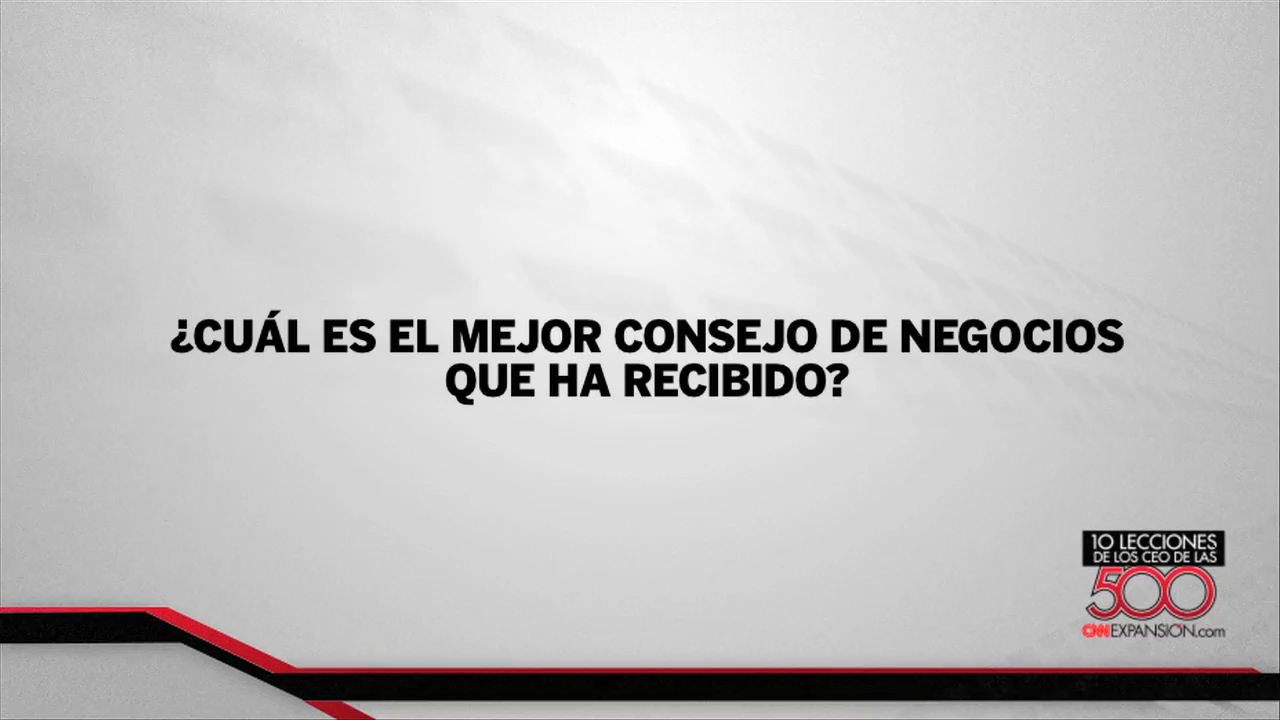 ¿CUÁL ES EL MEJOR CONSEJO DE NEGOCIOS
QUE HA RECIBIDO?
10 LECCIONES
DE LOS CEO DE LAS
500
CNNEXPANSIÓN.com